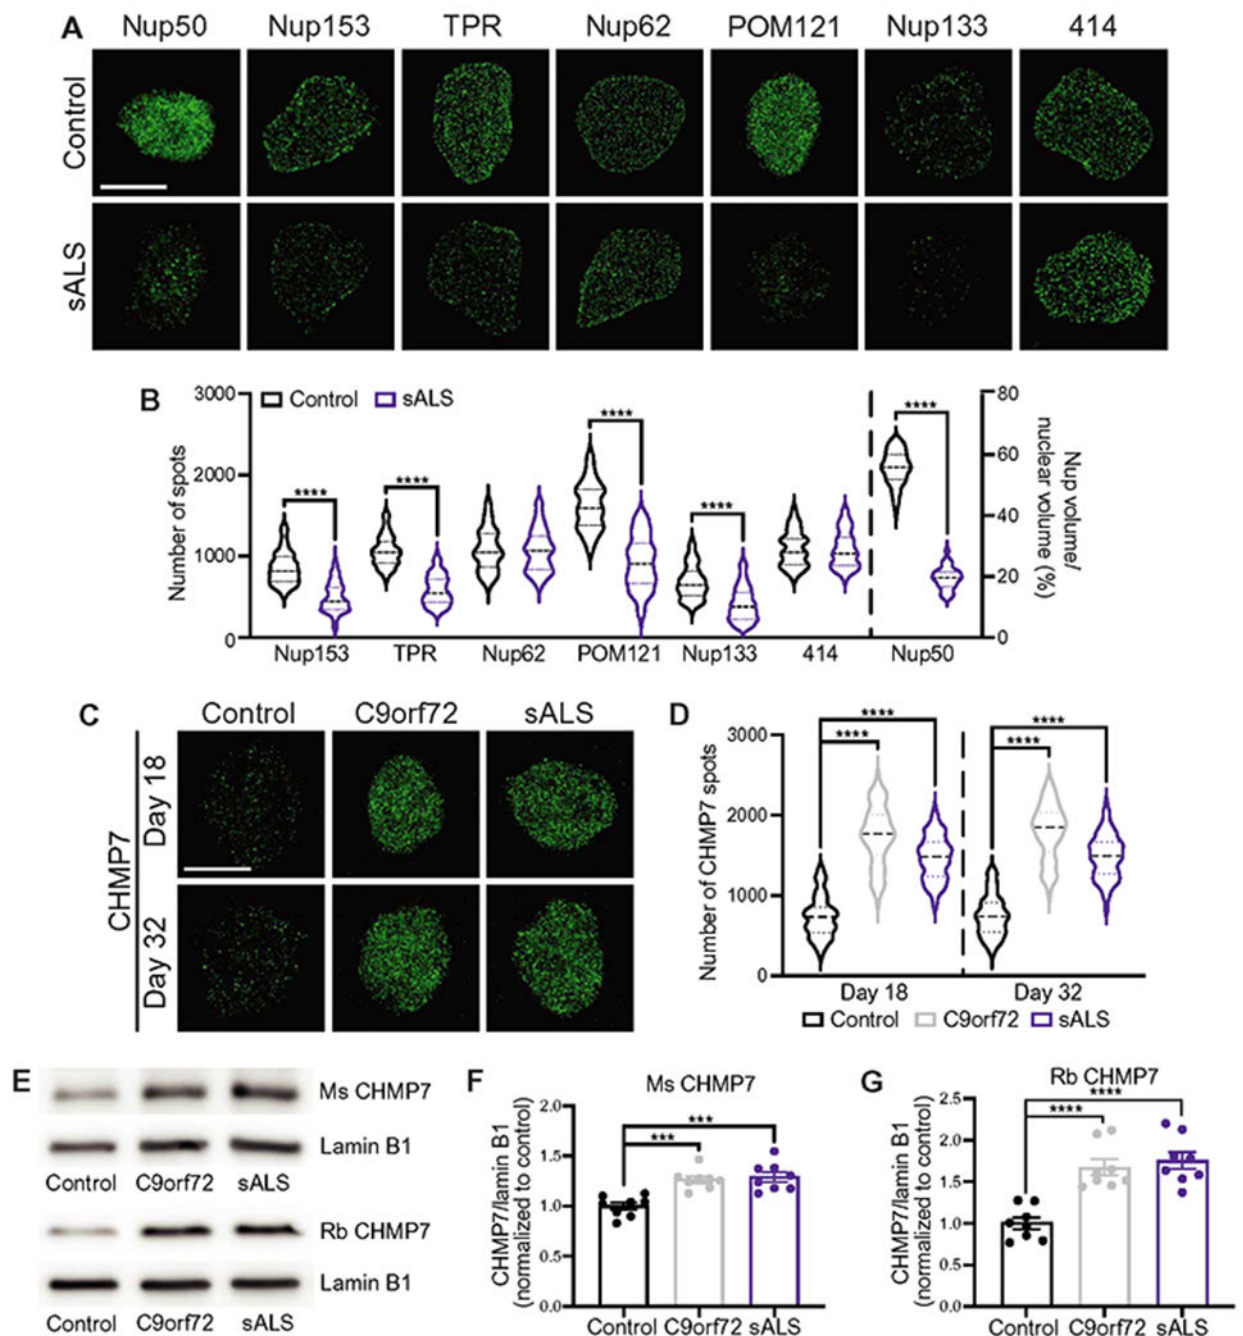 A Nup50 Nup153 TPR Nup62 POM121 Nup133 414
Control
sALS
B
Control sALS
Number of spots
3000
2000
1000
0
**** **** **** **** ****
80
60
40
20
0
Nup volume/
nuclear volume (%)
Nup153 TPR Nup62 POM121 Nup133 414 Nup50
C Control C9orf72 sALS
CHMP7
Day 18
Day 32
D
Number of CHMP7 spots
3000
2000
1000
0
****
****
****
****
Day 18 Day 32
Control C9orf72 sALS
E
Ms CHMP7
Lamin B1
Control C9orf72 sALS
Rb CHMP7
Lamin B1
Control C9orf72 sALS
F Ms CHMP7
CHMP7/lamin B1
(normalized to control)
2.0
1.5
1.0
0.5
0.0
***
***
Control C9orf72 sALS
G Rb CHMP7
CHMP7/lamin B1
(normalized to control)
2.5
2.0
1.5
1.0
0.5
0.0
****
****
Control C9orf72 sALS